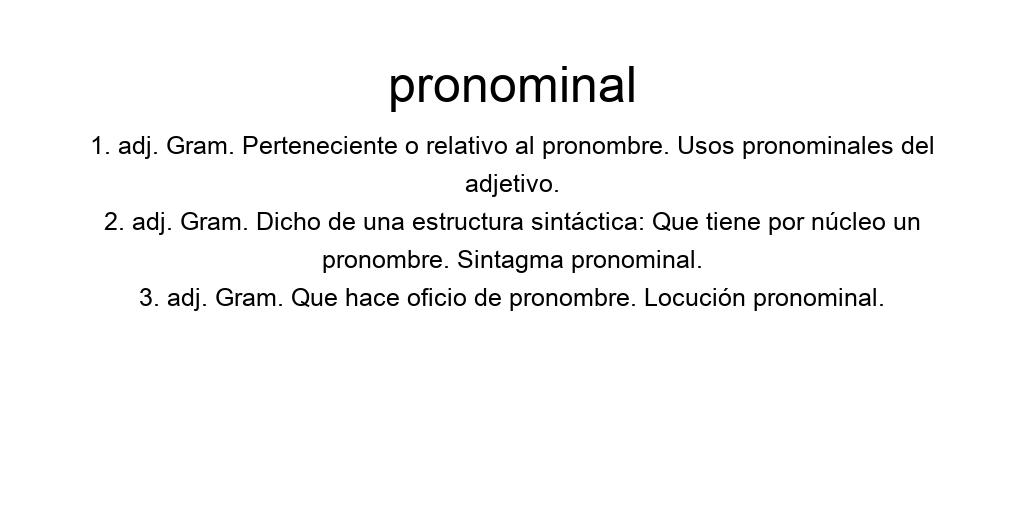 pronominal
1. adj. Gram. Perteneciente o relativo al pronombre. Usos pronominales del
adjetivo.
2. adj. Gram. Dicho de una estructura sintáctica: Que tiene por núcleo un
pronombre. Sintagma pronominal.
3. adj. Gram. Que hace oficio de pronombre. Locución pronominal.